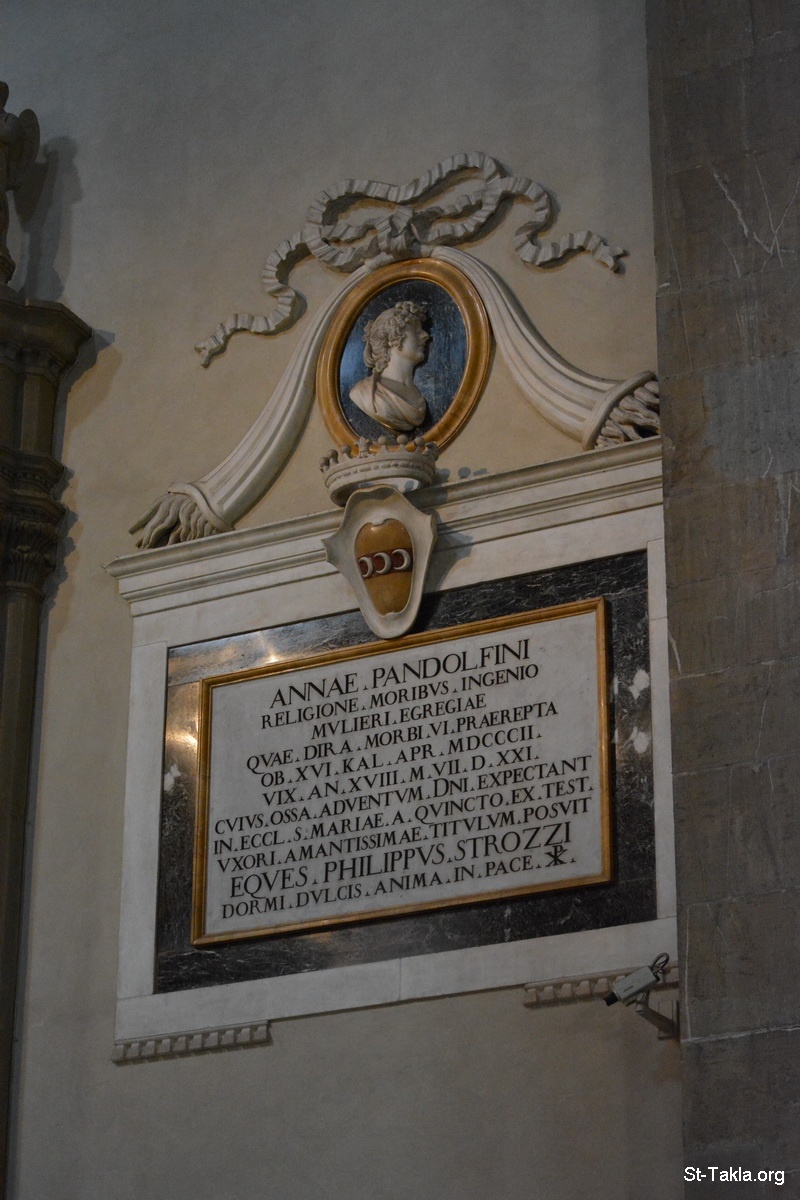 ANNAE . PANDOLFINI
RELIGIONE . MORIBVS . INGENIO
MVLIERI . EGREGIAE
QVAE . DIRA . MORBI . VI . PRAEREPTA
OB . XVI . KAL . APR . MDCCCII .
VIX . AN . XVIII . M . VII . D . XXI .
CVIVS . OSSA . ADVENTVM . DNI . EXPECTANT
IN . ECCL . S . MARIAE . A . QVINCTO . EX . TEST .
VXORI . AMANTISSIMAE . TITVLVM . POSVIT
EQVES . PHILIPPVS . STROZZI
DORMI . DVLCIS . ANIMA . IN . PACE . ☧ .
St-Takla.org